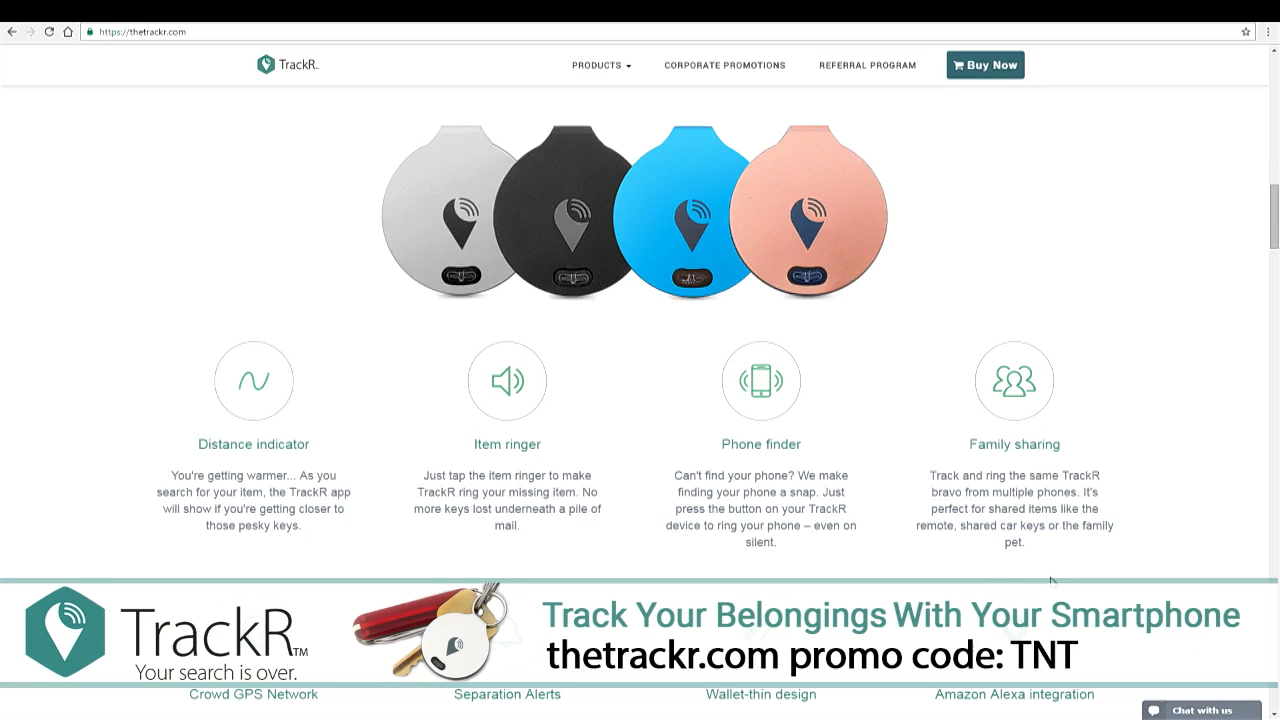 https://thetrackr.com
TrackR.
PRODUCTS
CORPORATE PROMOTIONS
REFERRAL PROGRAM
Buy Now
Distance indicator
You're getting warmer... As you
search for your item, the TrackR app
will show if you're getting closer to
those pesky keys.
Item ringer
Just tap the item ringer to make
TrackR ring your missing item. No
more keys lost underneath a pile of
mail.
Phone finder
Can't find your phone? We make
finding your phone a snap. Just
press the button on your TrackR
device to ring your phone – even on
silent.
Family sharing
Track and ring the same TrackR
bravo from multiple phones. It's
perfect for shared items like the
remote, shared car keys or the family
pet.
TrackR™
Your search is over.
Track Your Belongings With Your Smartphone
thetrackr.com promo code: TNT
Crowd GPS Network
Separation Alerts
Wallet-thin design
Amazon Alexa integration
Chat with us